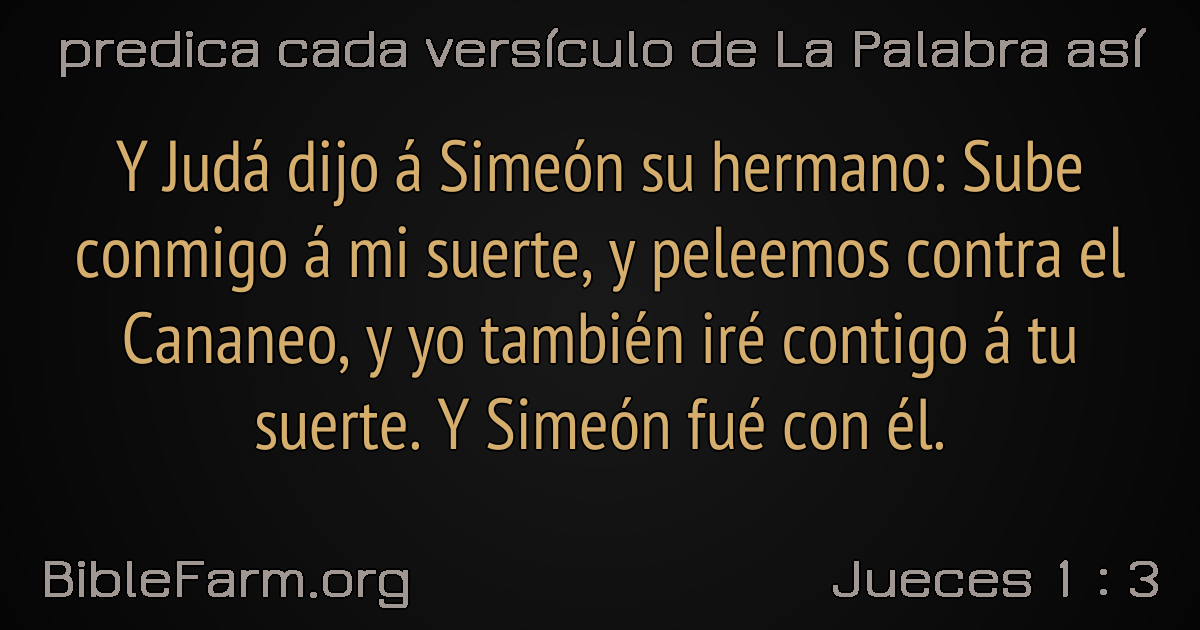 predica cada versículo de La Palabra así
Y Judá dijo á Simeón su hermano: Sube
conmigo á mi suerte, y peleemos contra el
Cananeo, y yo también iré contigo á tu
suerte. Y Simeón fué con él.
BibleFarm.org
Jueces 1 : 3